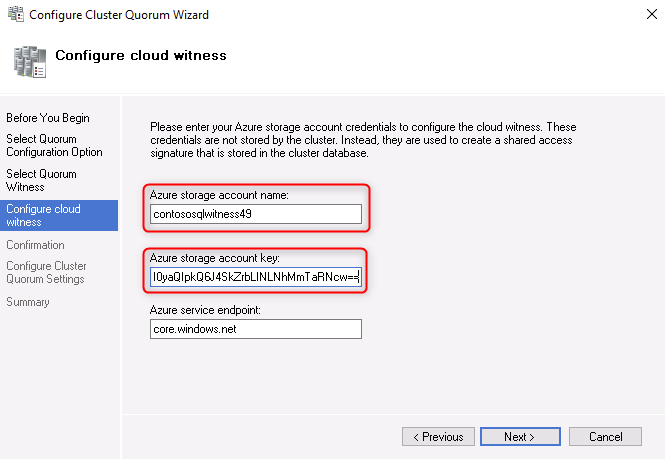 Configure Cluster Quorum Wizard
Configure cloud witness
Before You Begin
Select Quorum
Configuration Option
Select Quorum
Witness
Configure cloud
witness
Confirmation
Configure Cluster
Quorum Settings
Summary
Please enter your Azure storage account credentials to configure the cloud witness. These
credentials are not stored by the cluster. Instead, they are used to create a shared access
signature that is stored in the cluster database.
Azure storage account name:
contososqlwitness49
Azure storage account key:
Azure service endpoint:
core.windows.net
< Previous
Next >
Cancel